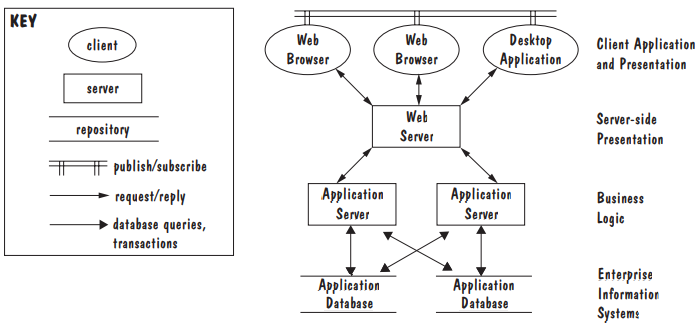 KEY
client
server
repository
publish/subscribe
request/reply
database queries,
transactions
Web
Browser
Web
Browser
Desktop
Application
Client Application
and Presentation
Web
Server
Server-side
Presentation
Application
Server
Application
Server
Business
Logic
Application
Database
Application
Database
Enterprise
Information
Systems